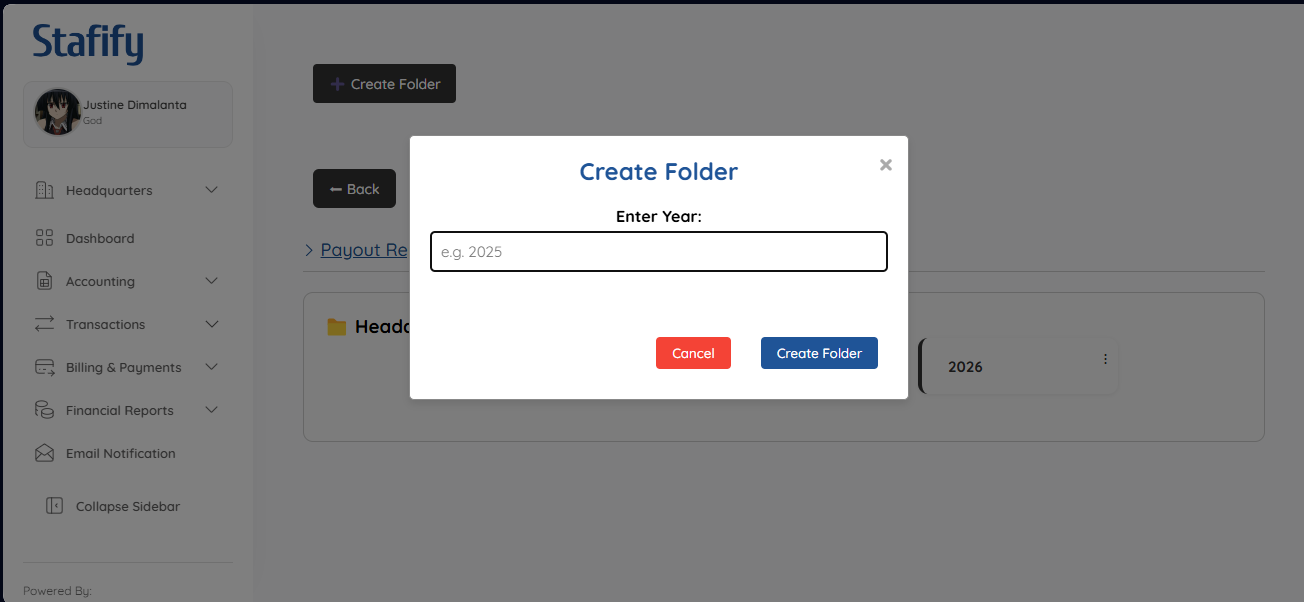 Stafify
Justine Dimalanta
God
Headquarters
Dashboard
Accounting
Transactions
Billing & Payments
Financial Reports
Email Notification
Collapse Sidebar
Powered By:
Create Folder
Back
Payout Re
Headq
2026
Create Folder
Enter Year:
e.g. 2025
Cancel
Create Folder